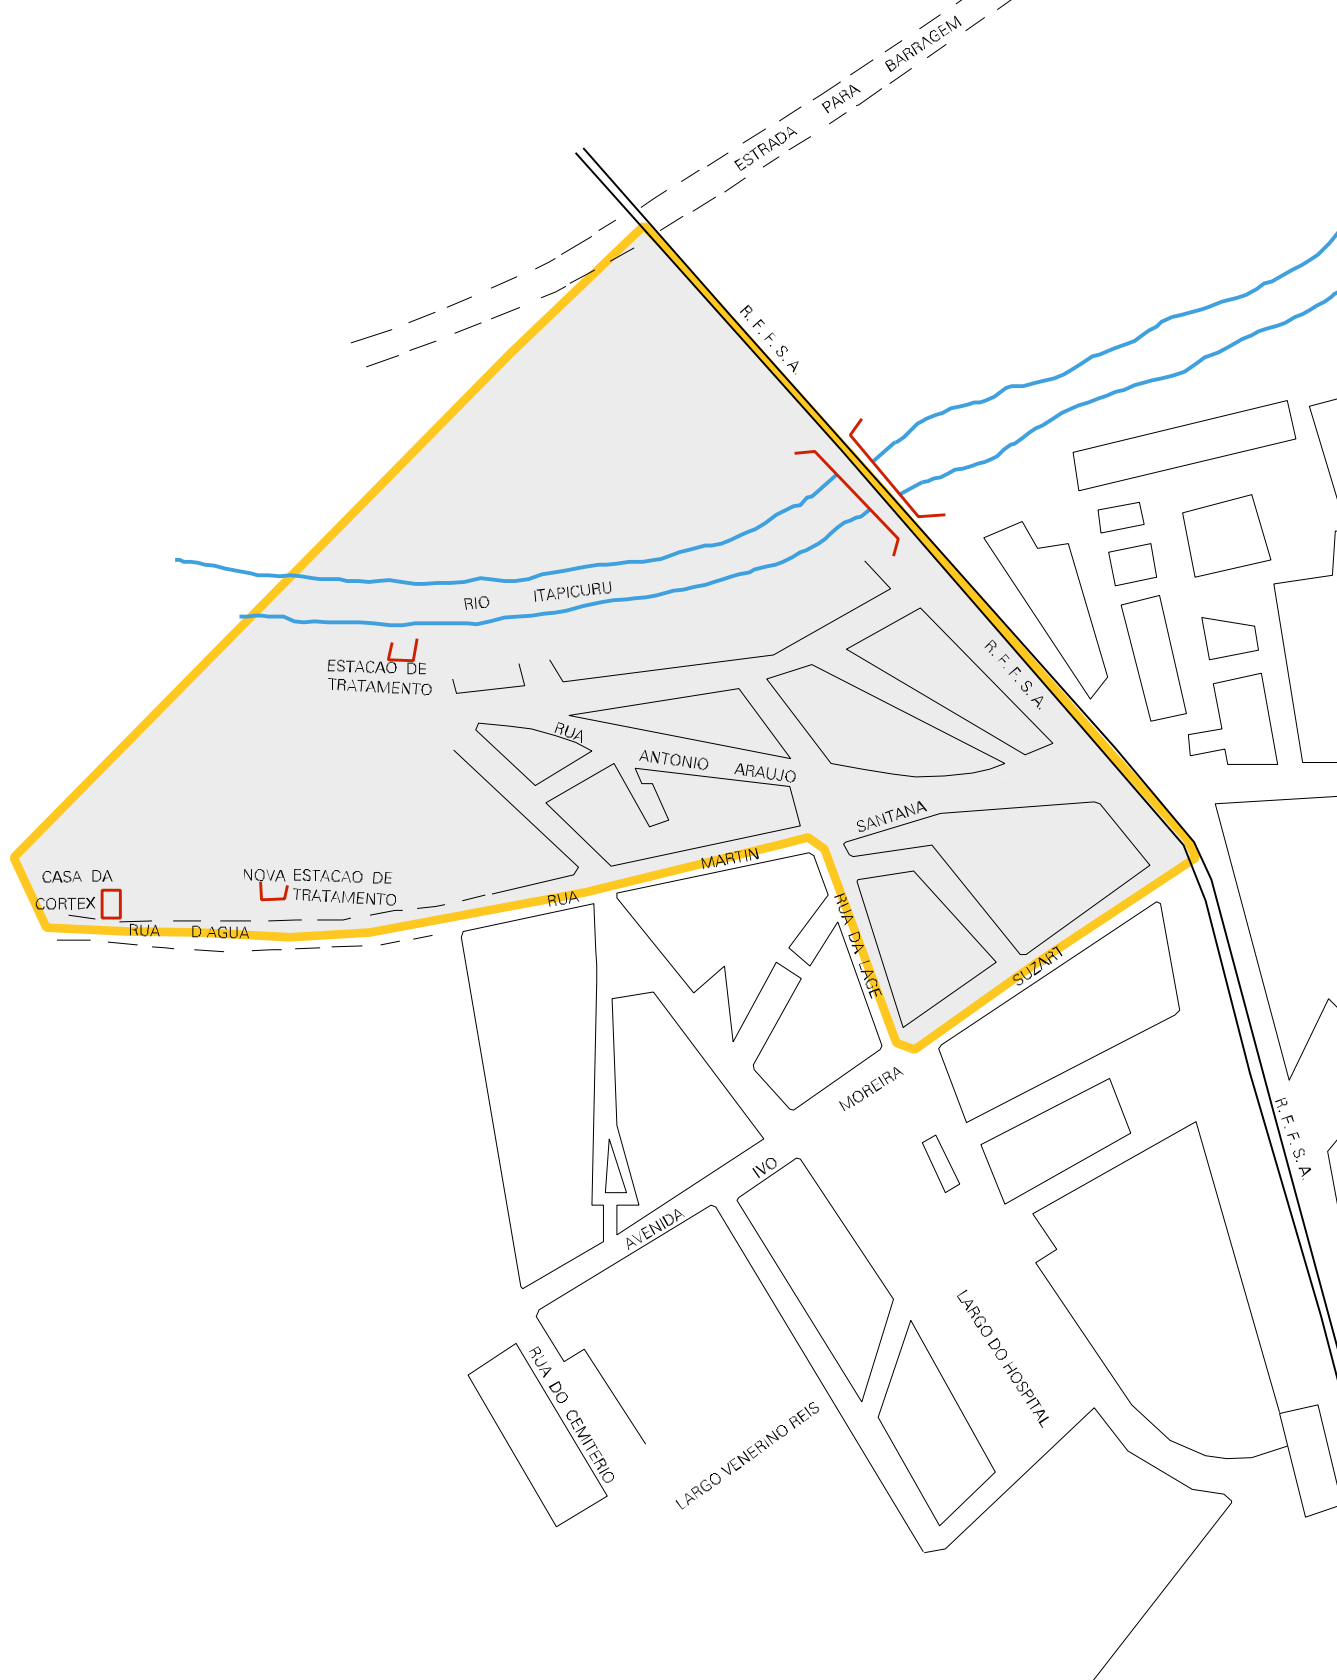 ESTRADA PARA BARRAGEM
R. F. F. S. A.
RIO ITAPICURU
ESTACAO DE
TRATAMENTO
R. F. F. S. A.
RUA ANTONIO ARAUJO
SANTANA
RUA MARTIN
CASA DA
CORTEX
NOVA ESTACAO DE
TRATAMENTO
RUA D AGUA
RUA DA LAGE
SUZART
MOREIRA
IVO
AVENIDA
R. F. F. S. A.
RUA DO CEMITERIO
LARGO DO HOSPITAL
LARGO VENERINO REIS